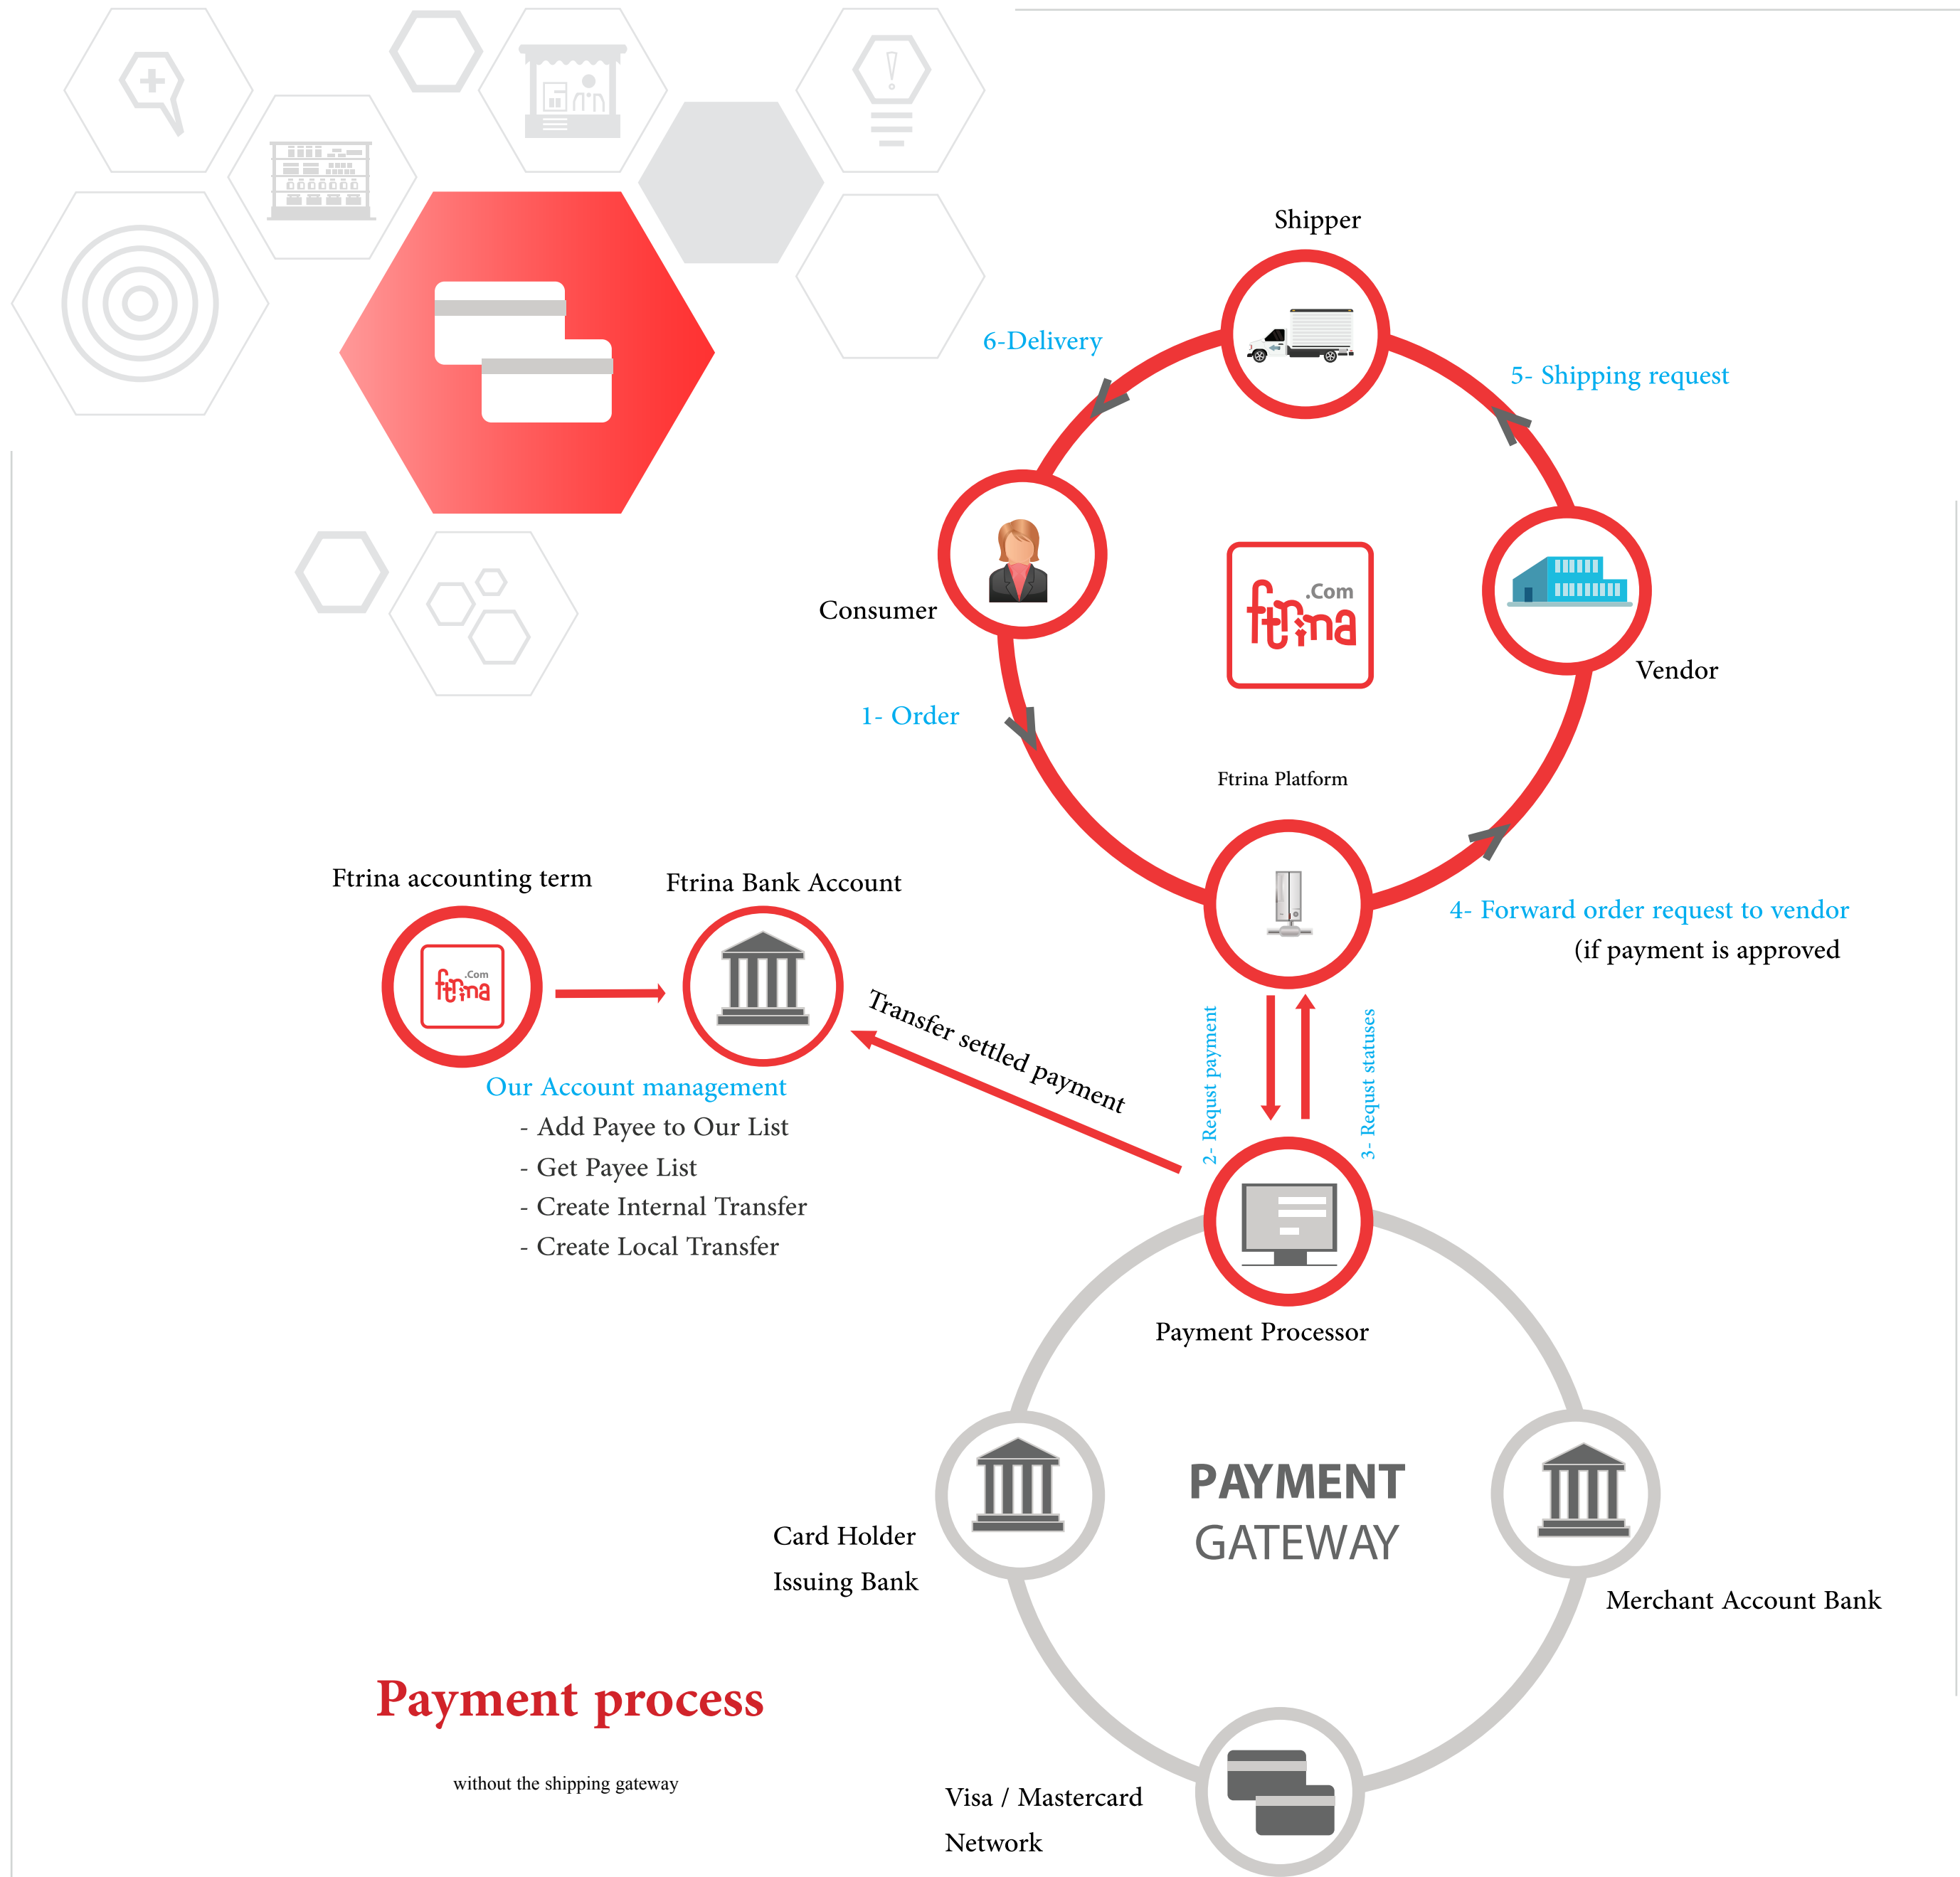 Shipper
6-Delivery
5- Shipping request
Consumer
.Com
ftrina
Vendor
1- Order
Ftrina Platform
Ftrina accounting term
Ftrina Bank Account
4- Forward order request to vendor
(if payment is approved
.Com
ftrina
Transfer settled payment
2- Requst payment
3- Requst statuses
Our Account management
- Add Payee to Our List
- Get Payee List
- Create Internal Transfer
- Create Local Transfer
Payment Processor
PAYMENT
GATEWAY
Card Holder
Issuing Bank
Merchant Account Bank
Payment process
without the shipping gateway
Visa / Mastercard
Network